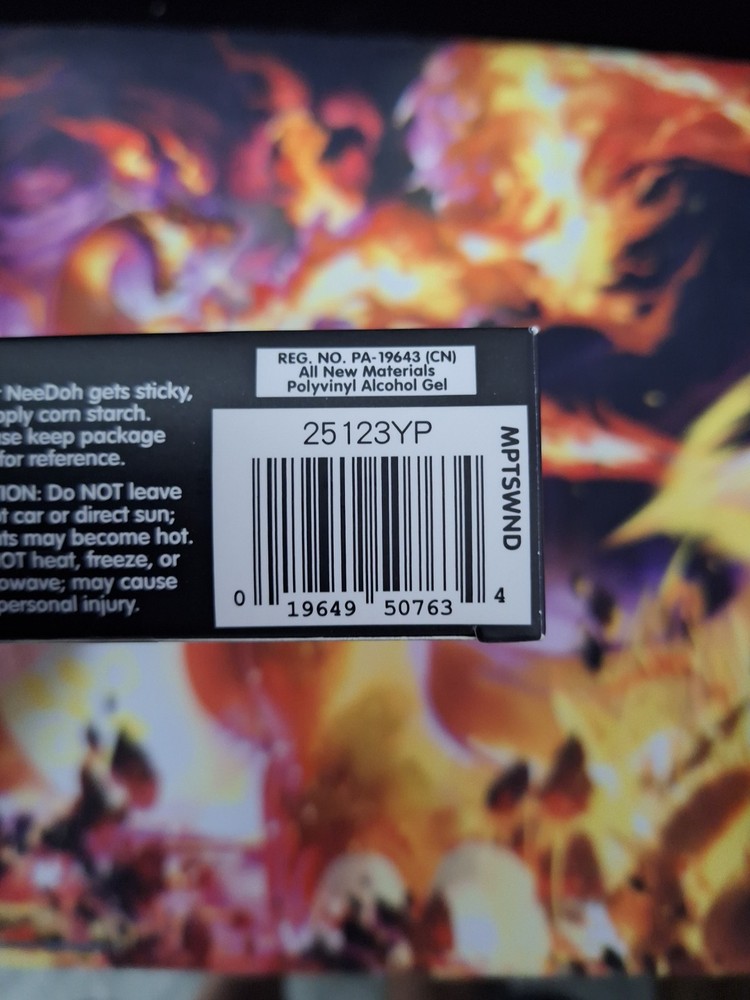 NeeDoh gets sticky,
corn starch.
keep package
for reference.
Do NOT leave
car or direct sun;
may become hot.
heat, freeze, or
may cause
personal injury.
REG. NO. PA-19643 (CN)
All New Materials
Polyvinyl Alcohol Gel
25123YP
MPTSWND
0 19649 50763 4